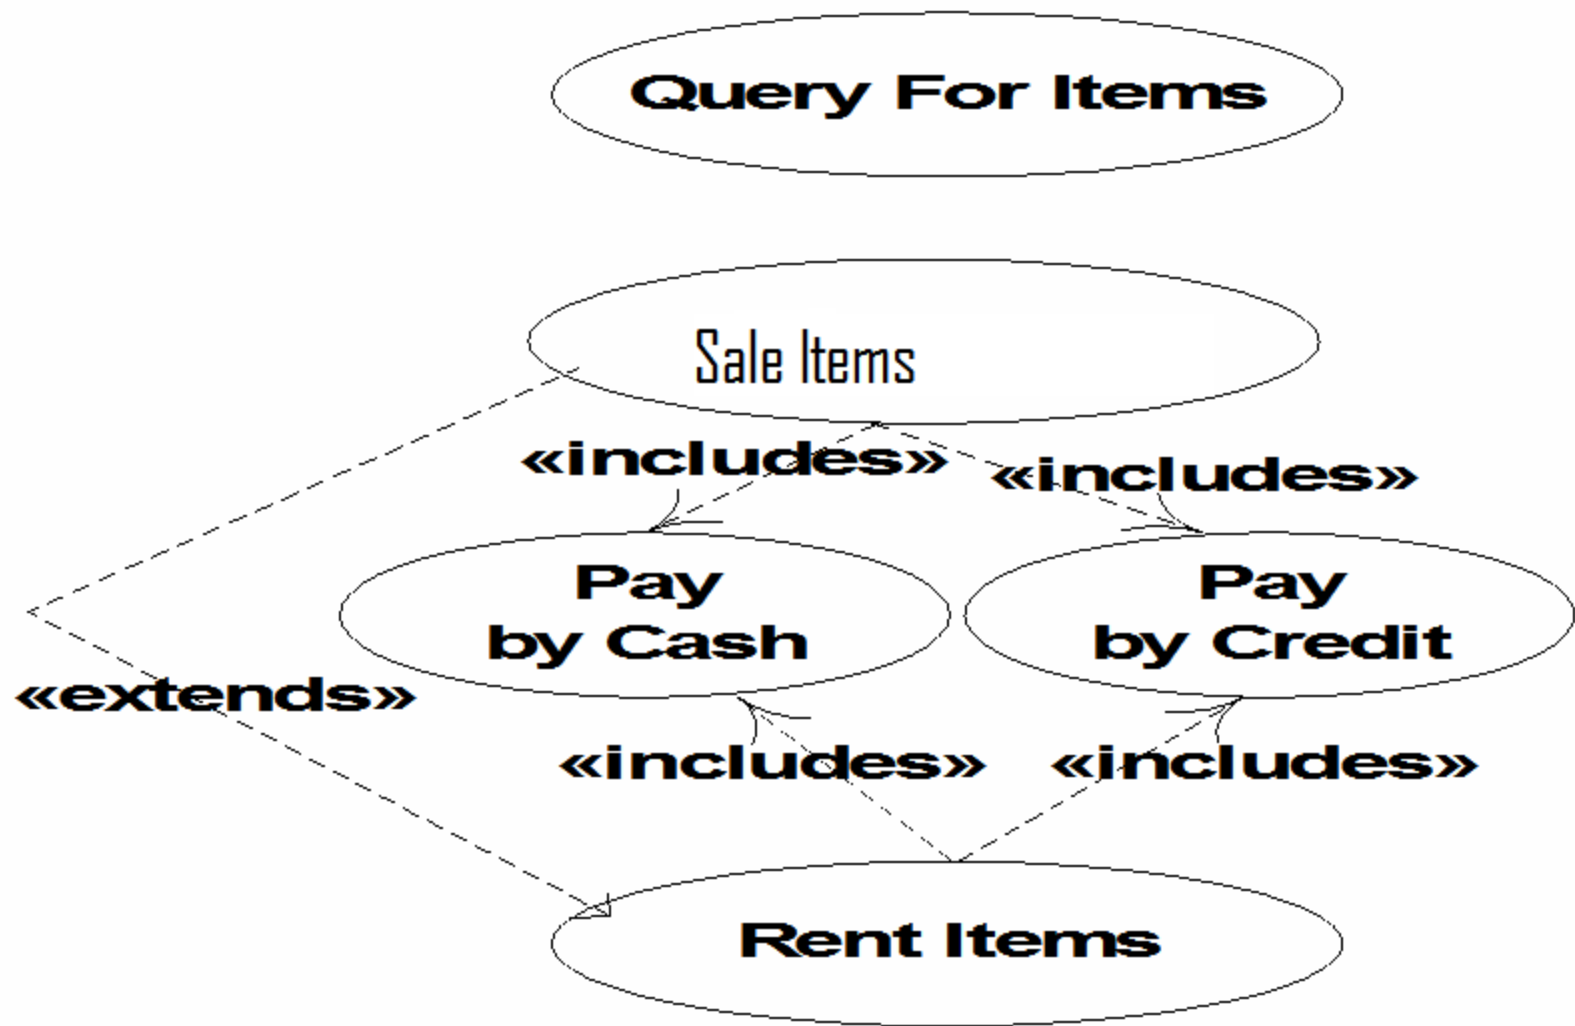 Query For Items
Sale Items
«includes»
«includes»
Pay
by Cash
Pay
by Credit
«extends»
«includes»
«includes»
Rent Items